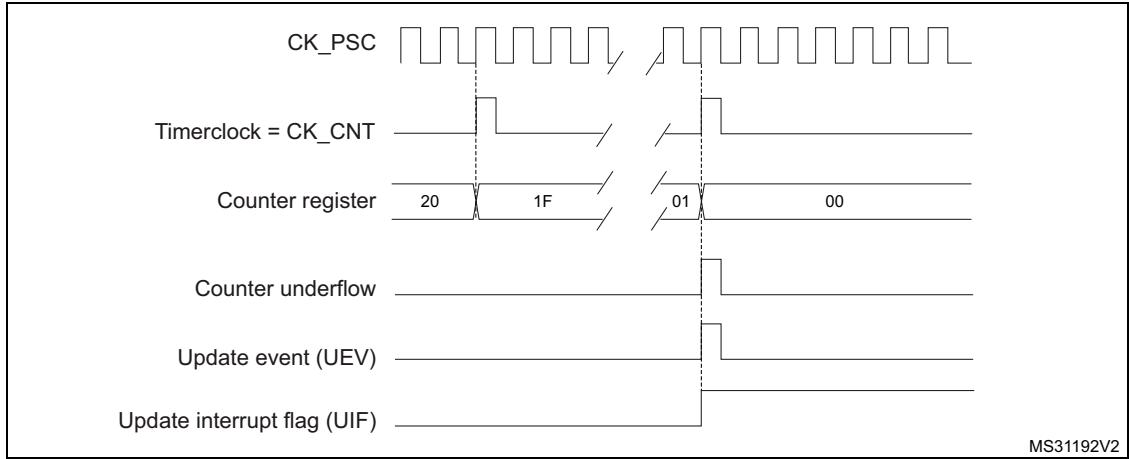 CK_PSC
Timerclock = CK_CNT
Counter register 20 1F 01 00
Counter underflow
Update event (UEV)
Update interrupt flag (UIF)
MS31192V2